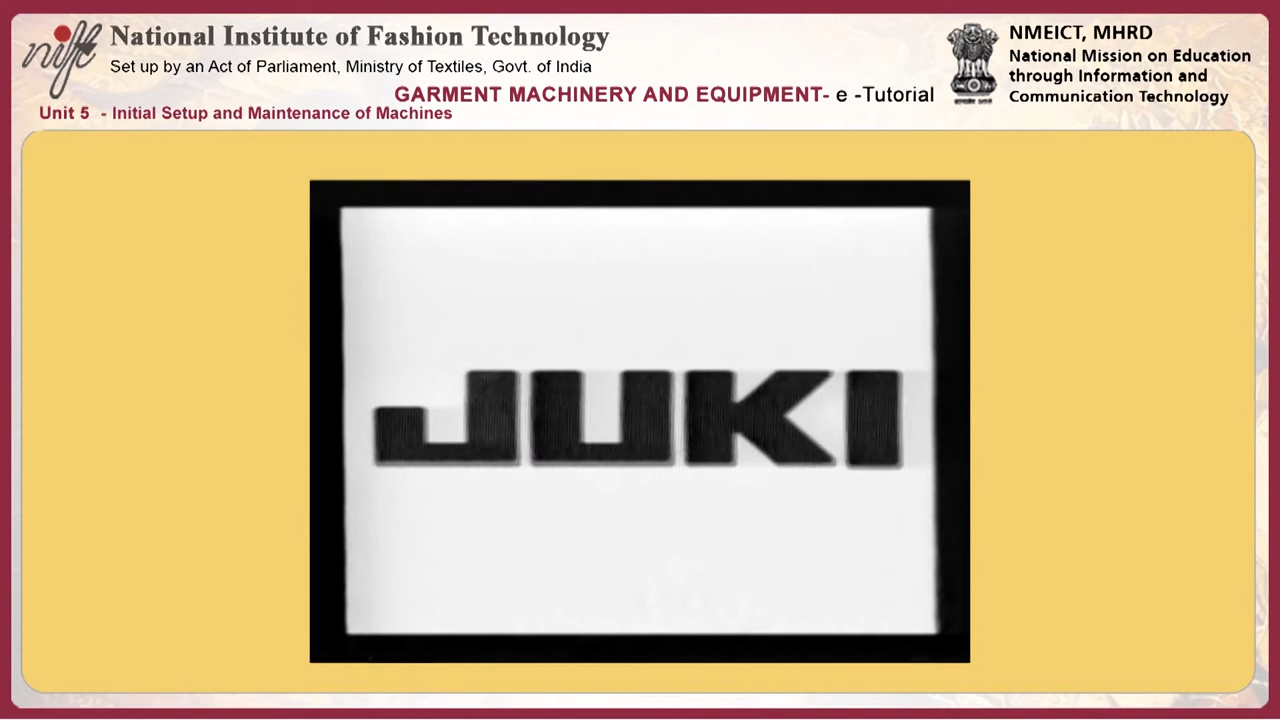 nift
National Institute of Fashion Technology
Set up by an Act of Parliament, Ministry of Textiles, Govt. of India
GARMENT MACHINERY AND EQUIPMENT- e -Tutorial
Unit 5 - Initial Setup and Maintenance of Machines
NMEICT, MHRD
National Mission on Education
through Information and
Communication Technology
JUKI